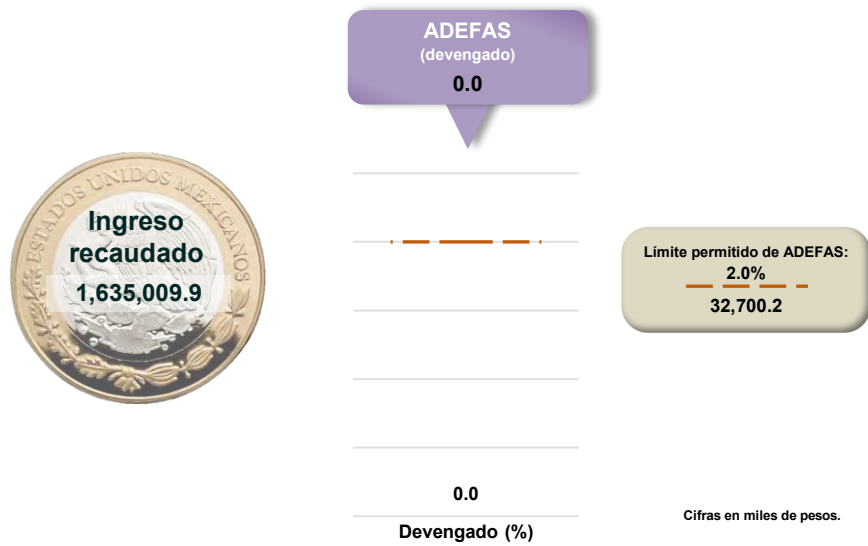 ADEFAS
(devengado)
0.0
ESTADOS UNIDOS MEXICANOS
Ingreso
recaudado
1,635,009.9
Límite permitido de ADEFAS:
2.0%
32,700.2
0.0
Devengado (%)
Cifras en miles de pesos.